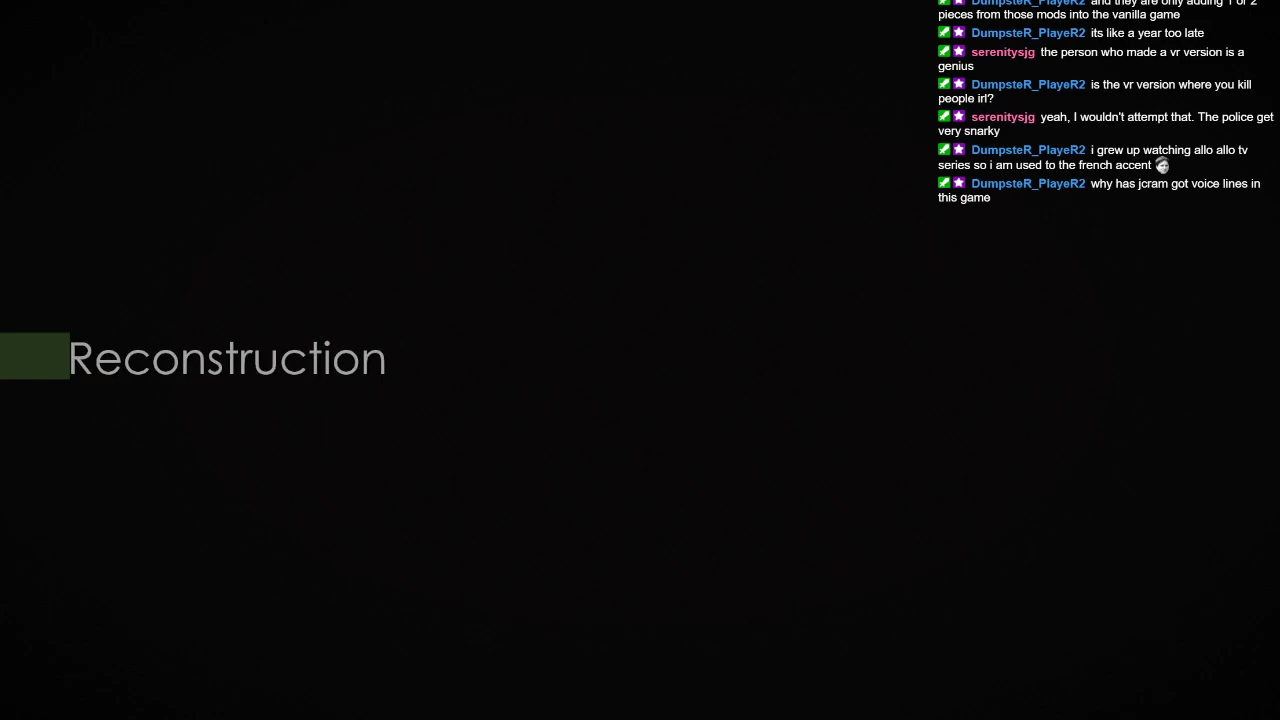 DumpsteR_PlayeR2 and they are only adding 1 or 2
pieces from those mods into the vanilla game
DumpsteR_PlayeR2 its like a year too late
serenitysjg the person who made a vr version is a
genius
DumpsteR_PlayeR2 is the vr version where you kill
people irl?
serenitysjg yeah, I wouldn't attempt that. The police get
very snarky
DumpsteR_PlayeR2 i grew up watching allo allo tv
series so i am used to the french accent
DumpsteR_PlayeR2 why has jcram got voice lines in
this game
Reconstruction